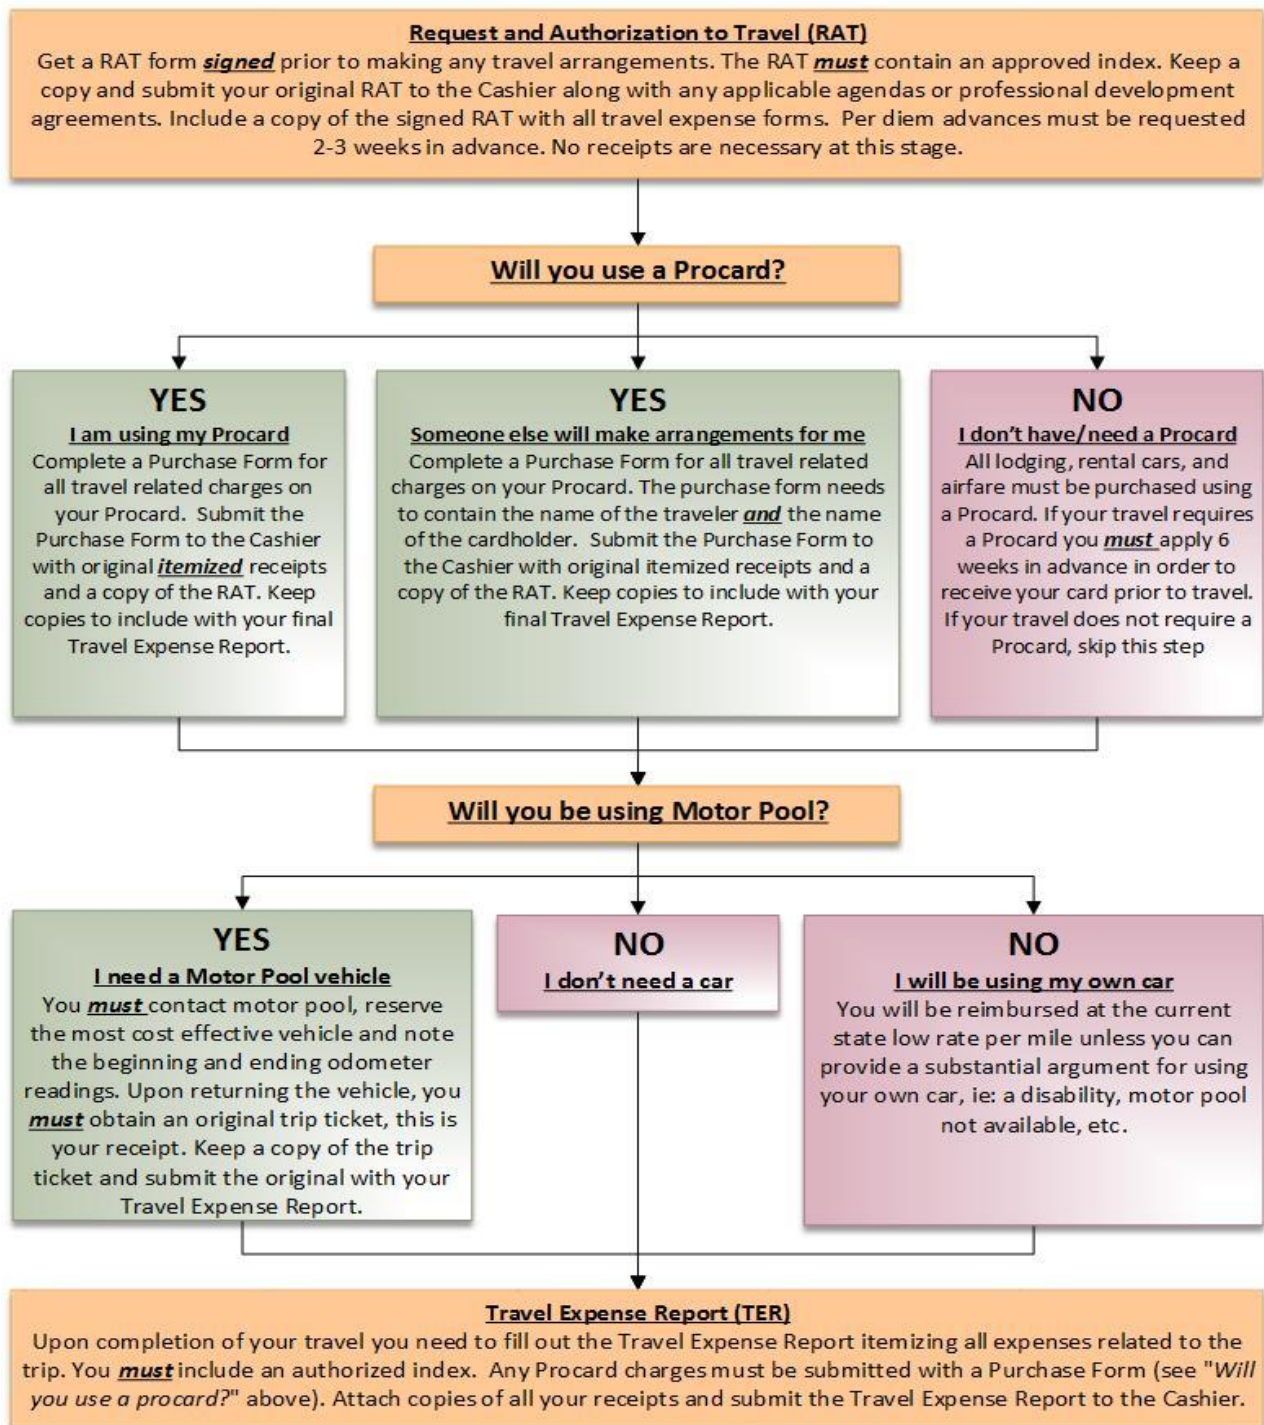 Request and Authorization to Travel (RAT)
Get a RAT form signed prior to making any travel arrangements. The RAT must contain an approved index. Keep a
copy and submit your original RAT to the Cashier along with any applicable agendas or professional development
agreements. Include a copy of the signed RAT with all travel expense forms.  Per diem advances must be requested
2-3 weeks in advance. No receipts are necessary at this stage.
Will you use a Procard?
YES
I am using my Procard
Complete a Purchase Form for
all travel related charges on
your Procard.  Submit the
Purchase Form to the Cashier
with original itemized receipts
and a copy of the RAT. Keep
copies to include with your final
Travel Expense Report.
YES
Someone else will make arrangements for me
Complete a Purchase Form for all travel related
charges on your Procard. The purchase form needs
to contain the name of the traveler and the name
of the cardholder.  Submit the Purchase Form to
the Cashier with original itemized receipts and a
copy of the RAT. Keep copies to include with your
final Travel Expense Report.
NO
I don't have/need a Procard
All lodging, rental cars, and
airfare must be purchased using
a Procard. If your travel requires
a Procard you must apply 6
weeks in advance in order to
receive your card prior to travel.
If your travel does not require a
Procard, skip this step
Will you be using Motor Pool?
YES
I need a Motor Pool vehicle
You must contact motor pool, reserve
the most cost effective vehicle and note
the beginning and ending odometer
readings. Upon returning the vehicle, you
must obtain an original trip ticket, this is
your receipt. Keep a copy of the trip
ticket and submit the original with your
Travel Expense Report.
NO
I don't need a car
NO
I will be using my own car
You will be reimbursed at the current
state low rate per mile unless you can
provide a substantial argument for using
your own car, ie: a disability, motor pool
not available, etc.
Travel Expense Report (TER)
Upon completion of your travel you need to fill out the Travel Expense Report itemizing all expenses related to the
trip. You must include an authorized index.  Any Procard charges must be submitted with a Purchase Form (see "Will
you use a procard?" above). Attach copies of all your receipts and submit the Travel Expense Report to the Cashier.